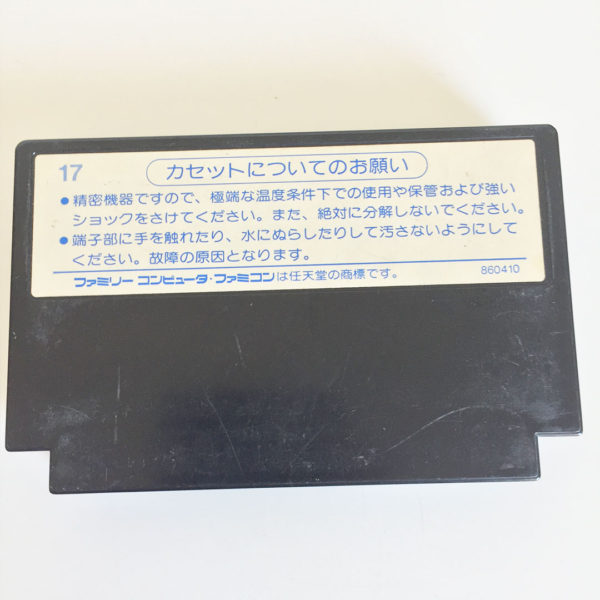 17
カセットについてのお願い
●精密機器ですので、極端な温度条件下での使用や保管および強い
ショックをさけてください。また、絶対に分解しないでください。
●端子部に手を触れたり、水にぬらしたりして汚さないようにして
ください。故障の原因となります。
ファミリー コンピュータ・ファミコンは任天堂の商標です。
860410